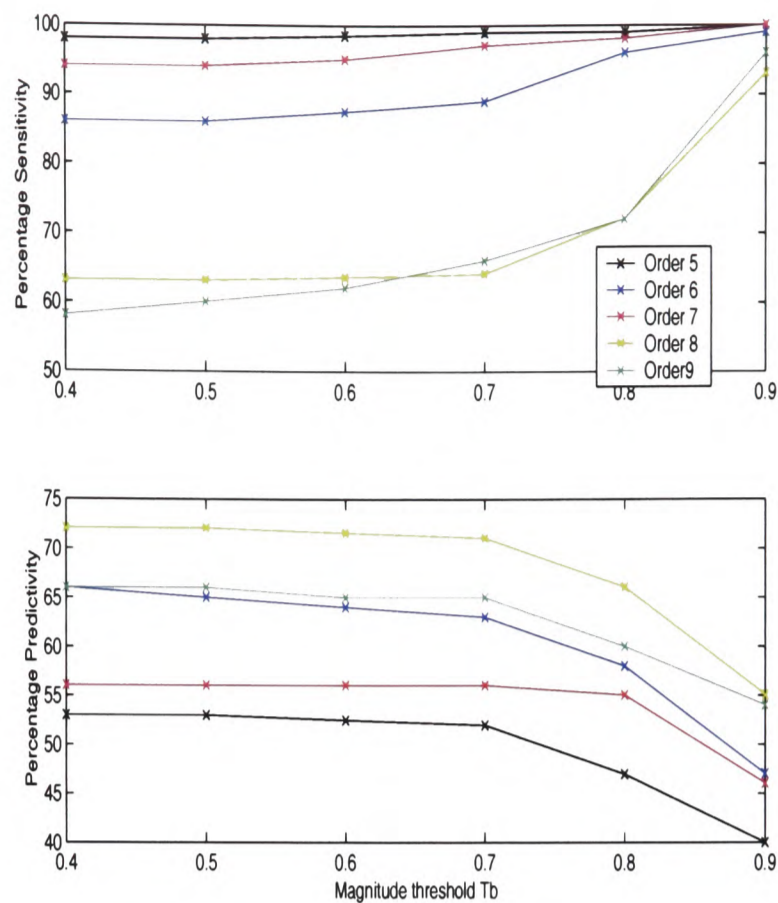 100
90
80
70
60
50
Percentage Sensitivity
0.4 0.5 0.6 0.7 0.8 0.9
Order 5
Order 6
Order 7
Order 8
Order9
75
70
65
60
55
50
45
40
Percentage Predictivity
0.4 0.5 0.6 0.7 0.8 0.9
Magnitude threshold Tb